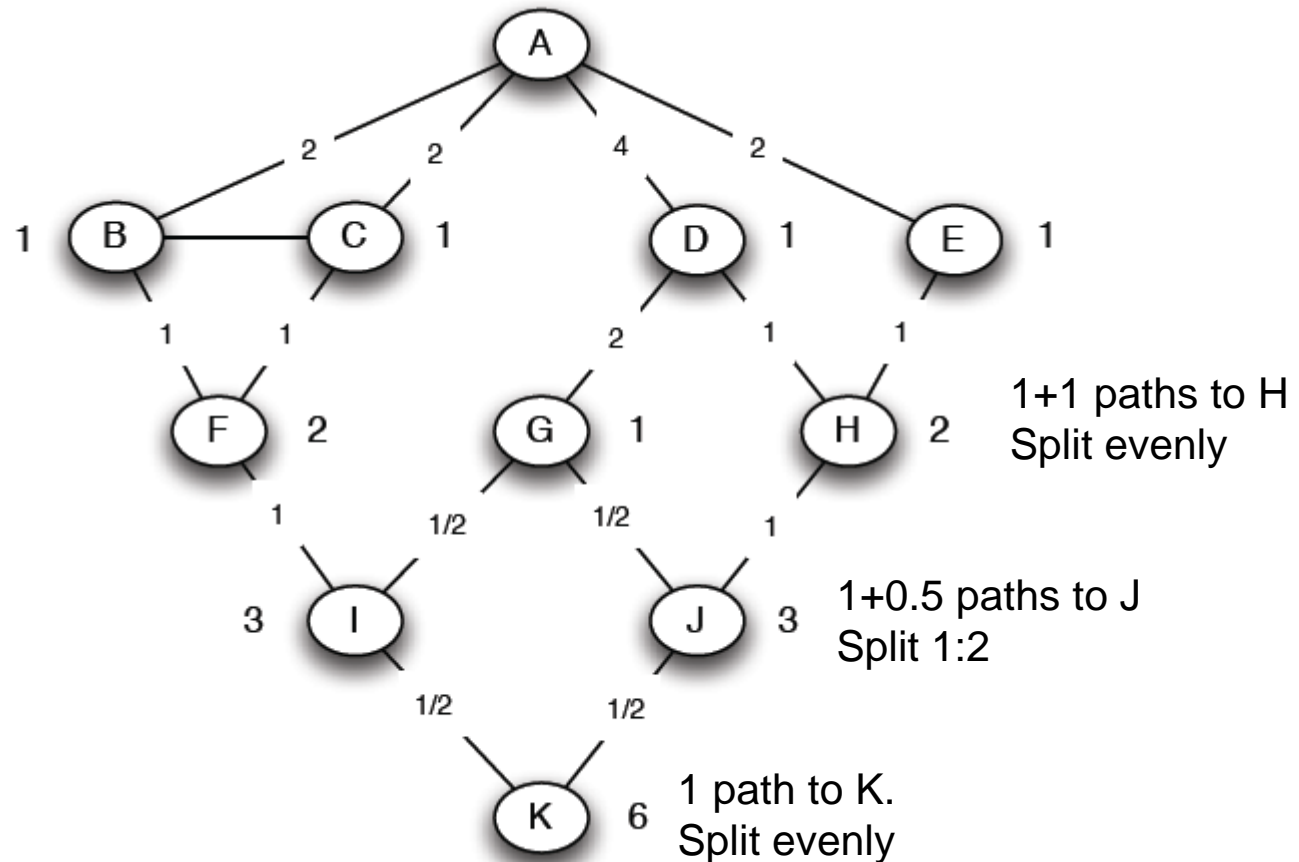 A
2 2 4 2
1 B C 1 D 1 E 1
1 1 2 1 1
F 2 G 1 H 2
1+1 paths to H
Split evenly
1 1/2 1/2 1
3 I J 3
1+0.5 paths to J
Split 1:2
1/2 1/2
K 6
1 path to K.
Split evenly